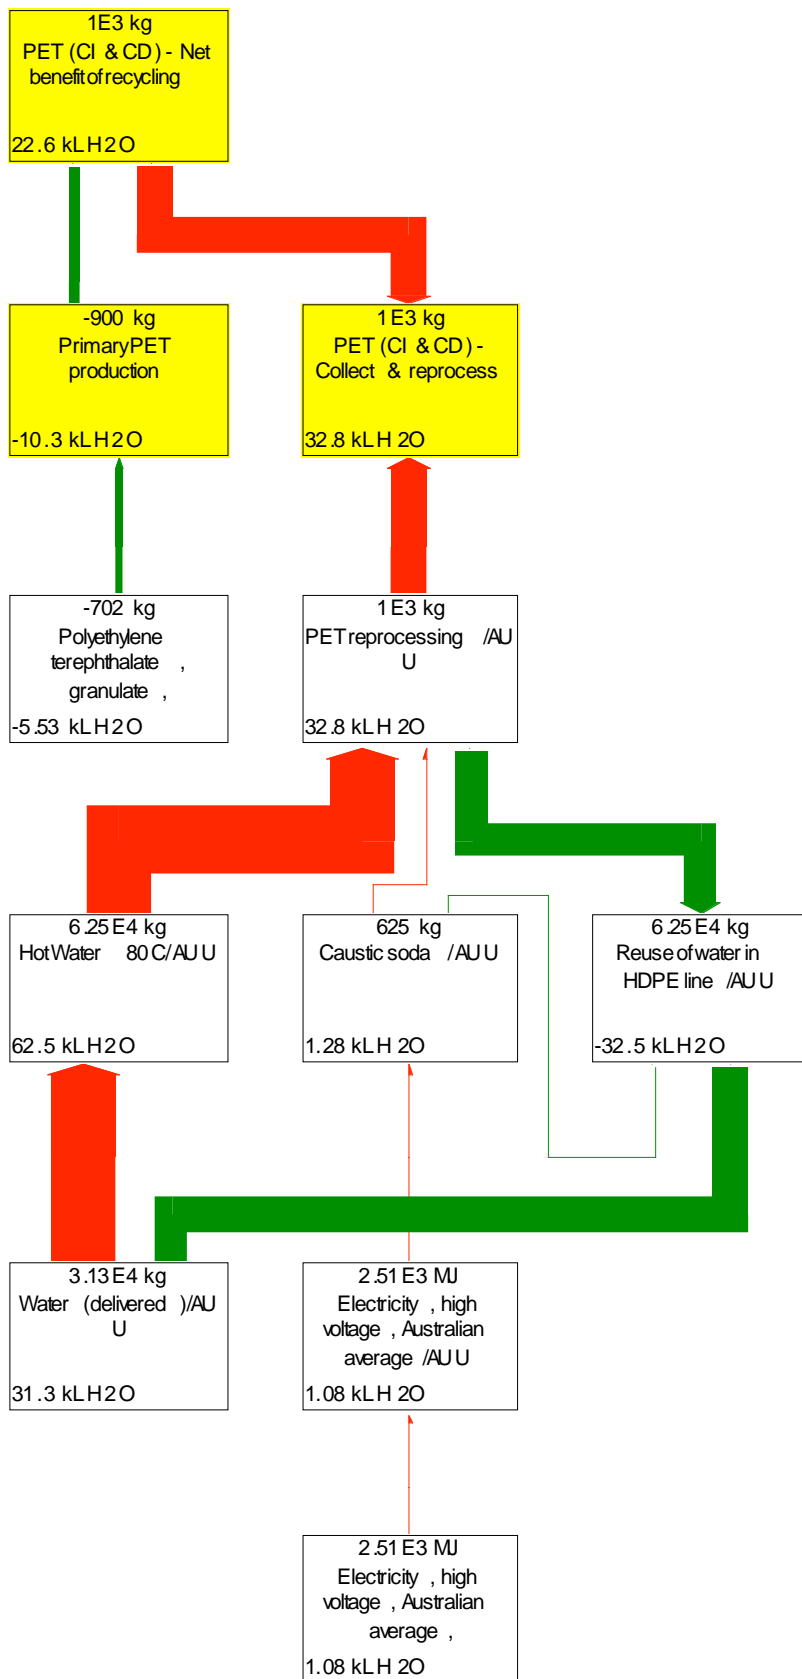 1E3 kg
PET (CI & CD) - Net
benefit of recycling
22.6 kL H2O
-900 kg
Primary PET
production
-10.3 kL H2O
1E3 kg
PET (CI & CD) -
Collect & reprocess
32.8 kL H2O
-702 kg
Polyethylene
terephthalate ,
granulate ,
-5.53 kL H2O
1E3 kg
PET reprocessing /AU
U
32.8 kL H2O
6.25E4 kg
Hot Water 80C/AU U
62.5 kL H2O
625 kg
Caustic soda /AU U
1.28 kL H2O
6.25E4 kg
Reuse of water in
HDPE line /AU U
-32.5 kL H2O
3.13E4 kg
Water (delivered )/AU
U
31.3 kL H2O
2.51E3 MJ
Electricity , high
voltage , Australian
average /AU U
1.08 kL H2O
2.51E3 MJ
Electricity , high
voltage , Australian
average ,
1.08 kL H2O